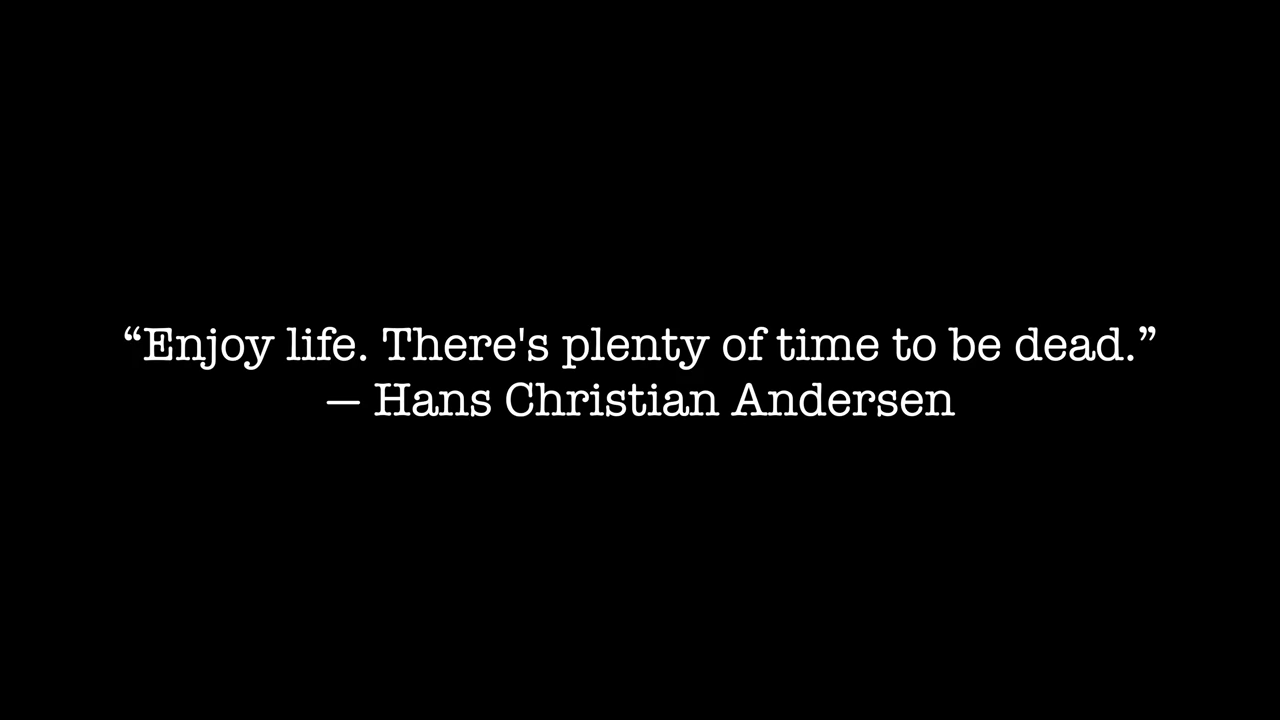 “Enjoy life. There's plenty of time to be dead.”
— Hans Christian Andersen